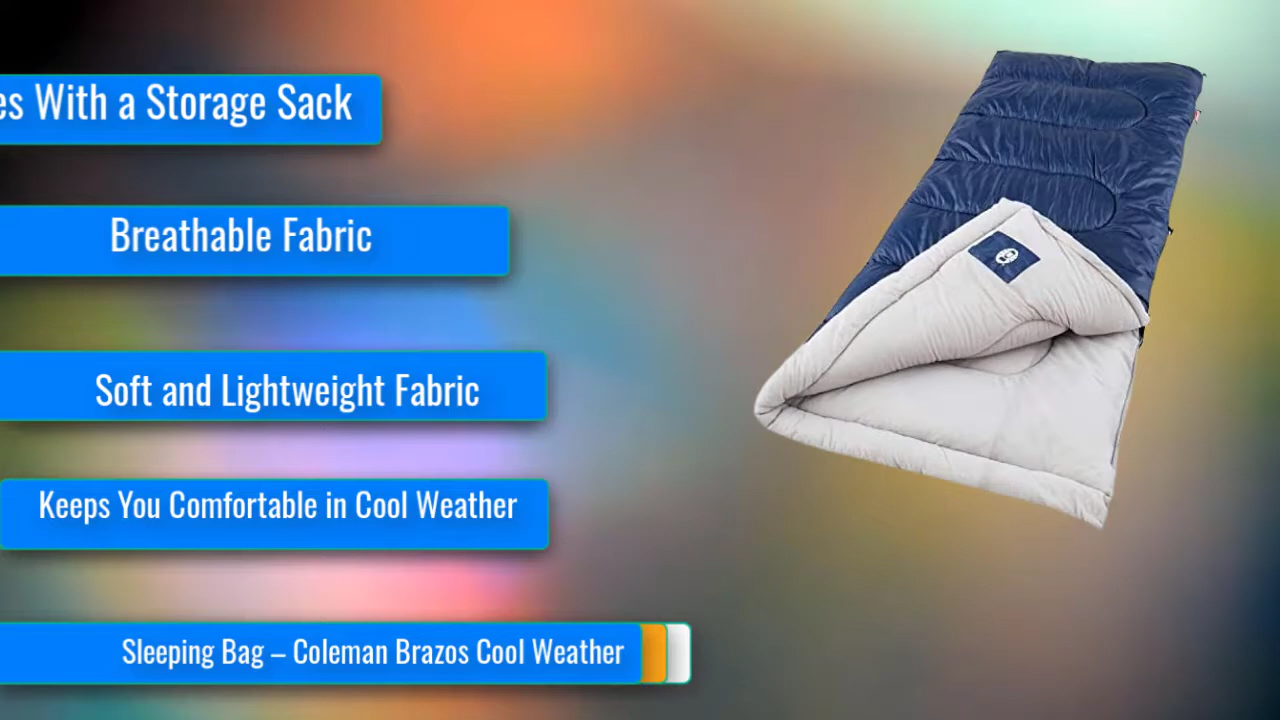 es With a Storage Sack
Breathable Fabric
Soft and Lightweight Fabric
Keeps You Comfortable in Cool Weather
Sleeping Bag – Coleman Brazos Cool Weather